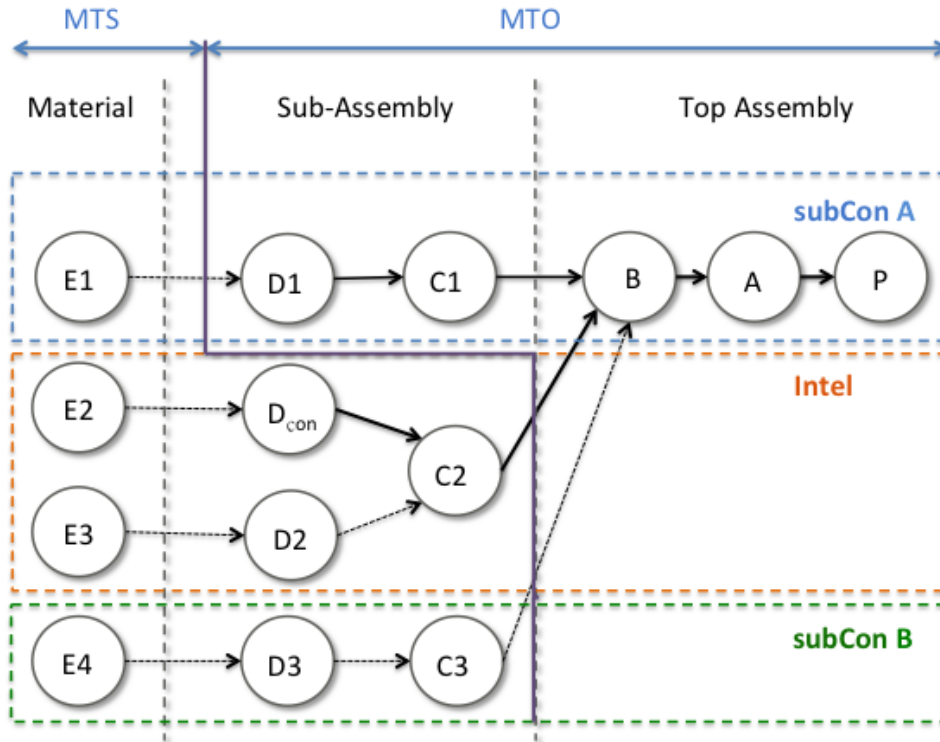 MTS MTO
Material Sub-Assembly Top Assembly
subCon A
E1 D1 C1 B A P
Intel
E2 Dcon
C2
E3 D2
subCon B
E4 D3 C3